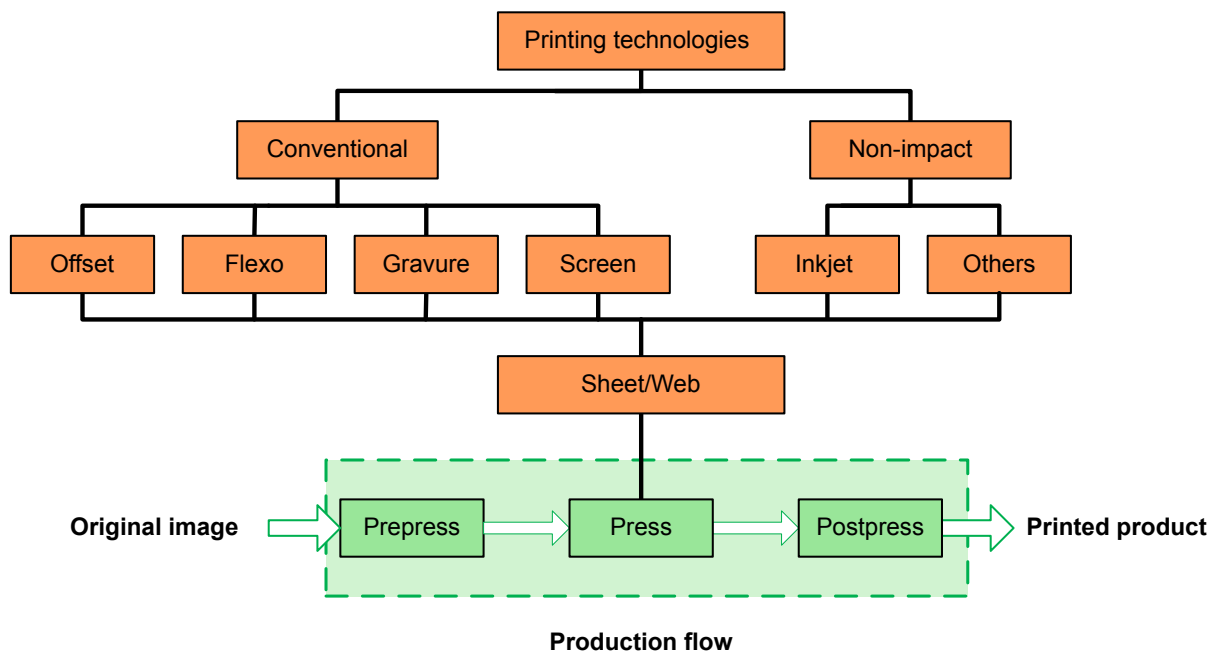 Printing technologies
Conventional
Non-impact
Offset
Flexo
Gravure
Screen
Inkjet
Others
Sheet/Web
Original image
Prepress
Press
Postpress
Printed product
Production flow